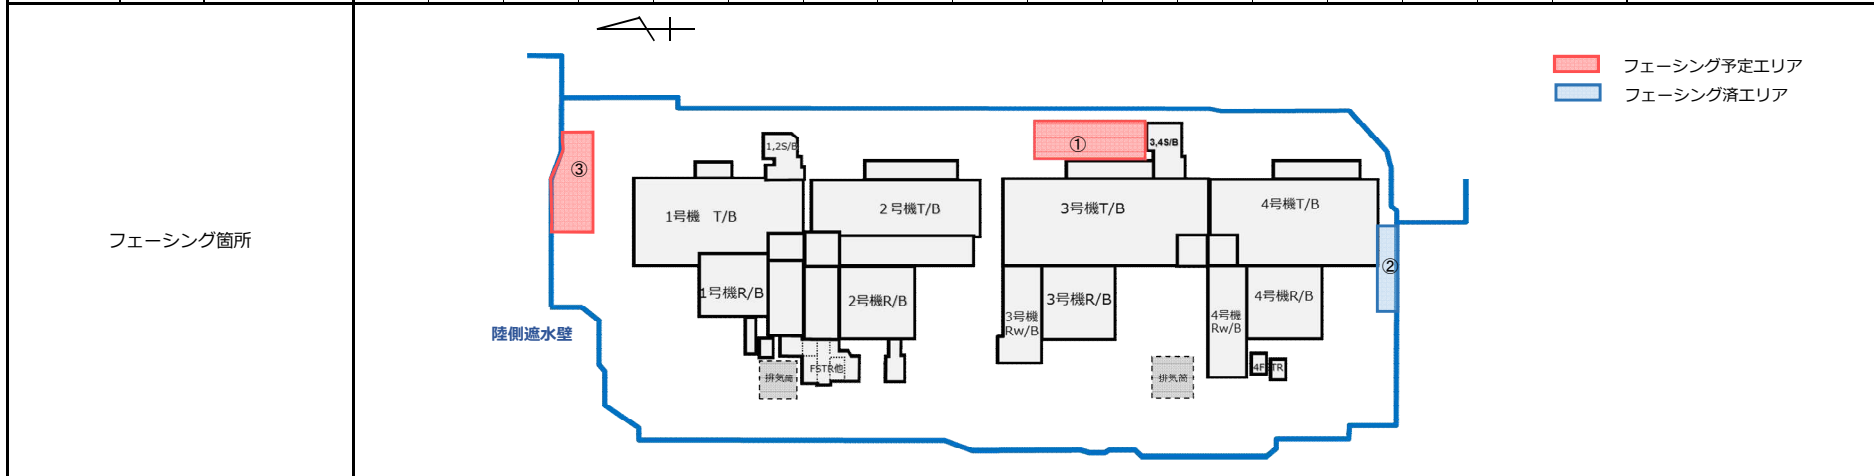 フェーシング箇所
フェーシング予定エリア
フェーシング済エリア
①
3,4S/B
1,2S/B
③
1号機 T/B
2号機T/B
3号機T/B
4号機T/B
②
1号機R/B
2号機R/B
3号機
Rw/B
3号機R/B
4号機
Rw/B
4号機R/B
陸側遮水壁
排気筒
FSTR他
排気筒
4F
TR